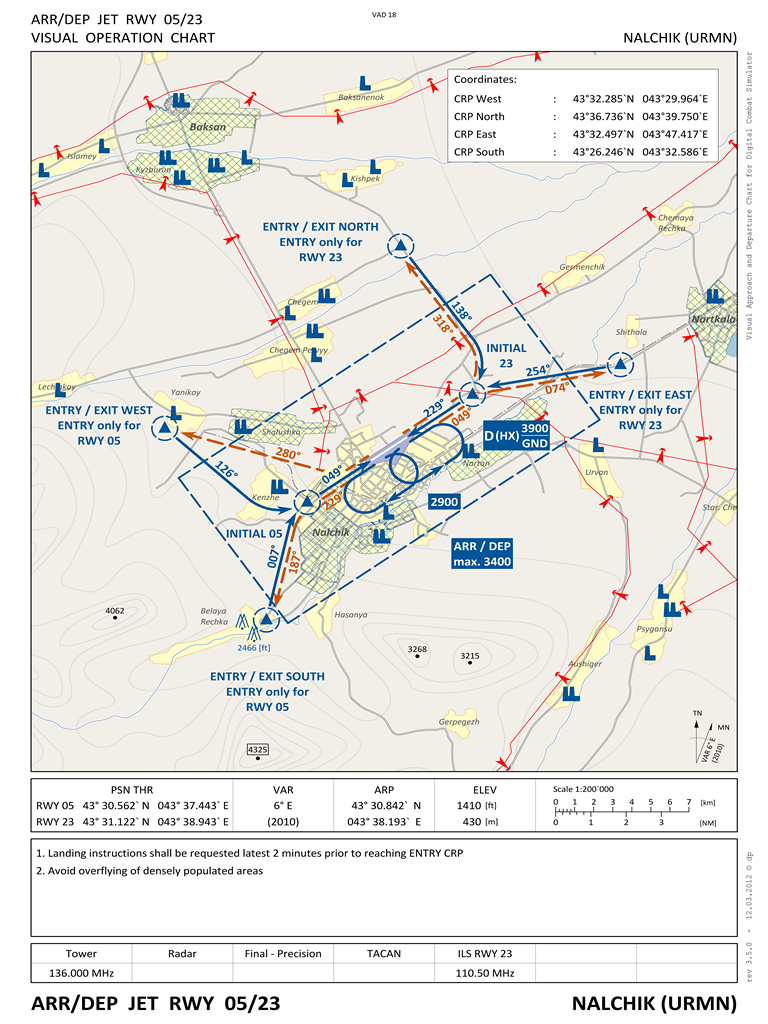 ARR/DEP JET RWY 05/23
VAD 18
VISUAL OPERATION CHART
NALCHIK (URMN)
Coordinates:
CRP West : 43°32.285`N 043°29.964`E
CRP North : 43°36.736`N 043°39.750`E
CRP East : 43°32.497`N 043°47.417`E
CRP South : 43°26.246`N 043°32.586`E
Visual Approach and Departure Chart for Digital Combat Simulator
Baksanenok
Baksan
Islamey
Kyzburun
Kishpek
ENTRY / EXIT NORTH
ENTRY only for
RWY 23
Chemaya
Rechka
Germenchik
Chegem
138°
318°
Nartkala
Shithala
Chegem Pervyy
INITIAL
23
254°
074°
Lechinkay
Yanikoy
ENTRY / EXIT WEST
ENTRY only for
RWY 05
ENTRY / EXIT EAST
ENTRY only for
RWY 23
229°
049°
D(HX) 3900
GND
Shalushka
280°
126°
049°
229°
Nartan
Urvan
Kenzhe
2900
Star. Che
INITIAL 05
Nalchik
ARR / DEP
max. 3400
007°
187°
4062
Belaya
Rechka
Hasanya
2466 [ft]
3268
3215
Psygansu
Aushiger
ENTRY / EXIT SOUTH
ENTRY only for
RWY 05
Gerpegezh
4325
TN
MN
VAR 6° E
(2010)
PSN THR
VAR
ARP
ELEV
Scale 1:200`000
RWY 05 43° 30.562` N 043° 37.443` E
6° E
43° 30.842` N
1410 [ft]
0 1 2 3 4 5 6 7 [km]
RWY 23 43° 31.122` N 043° 38.943` E
(2010)
043° 38.193` E
430 [m]
0 1 2 3 [NM]
1. Landing instructions shall be requested latest 2 minutes prior to reaching ENTRY CRP
2. Avoid overflying of densely populated areas
rev 3.5.0 - 12.03.2012 © dp
Tower
Radar
Final - Precision
TACAN
ILS RWY 23
136.000 MHz
110.50 MHz
ARR/DEP JET RWY 05/23
NALCHIK (URMN)